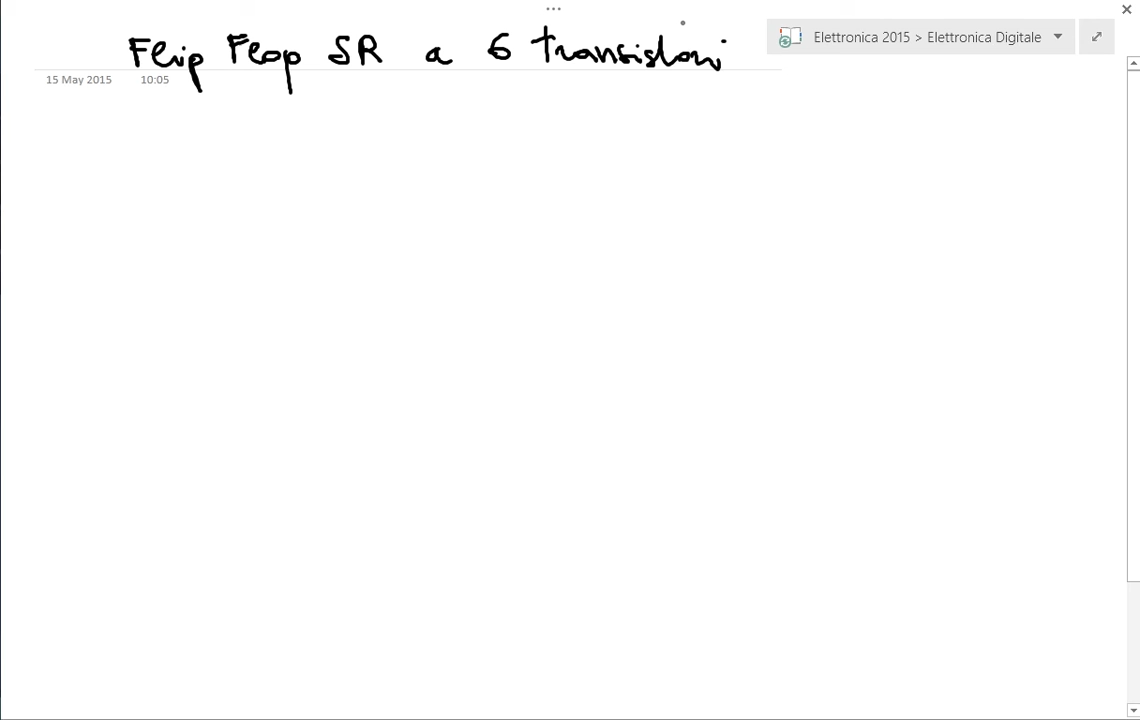 Flip Flop SR a 6 transistori
Elettronica 2015 > Elettronica Digitale
15 May 2015 10:05